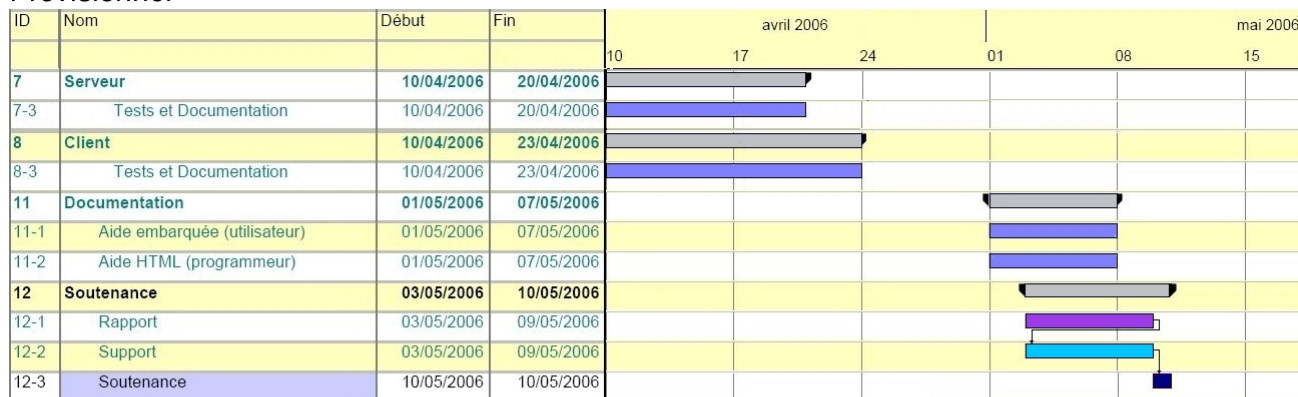 Prévisionnel
ID Nom Début Fin avril 2006 mai 2006
10 17 24 01 08 15
7 Serveur 10/04/2006 20/04/2006
7-3 Tests et Documentation 10/04/2006 20/04/2006
8 Client 10/04/2006 23/04/2006
8-3 Tests et Documentation 10/04/2006 23/04/2006
11 Documentation 01/05/2006 07/05/2006
11-1 Aide embarquée (utilisateur) 01/05/2006 07/05/2006
11-2 Aide HTML (programmeur) 01/05/2006 07/05/2006
12 Soutenance 03/05/2006 10/05/2006
12-1 Rapport 03/05/2006 09/05/2006
12-2 Support 03/05/2006 09/05/2006
12-3 Soutenance 10/05/2006 10/05/2006